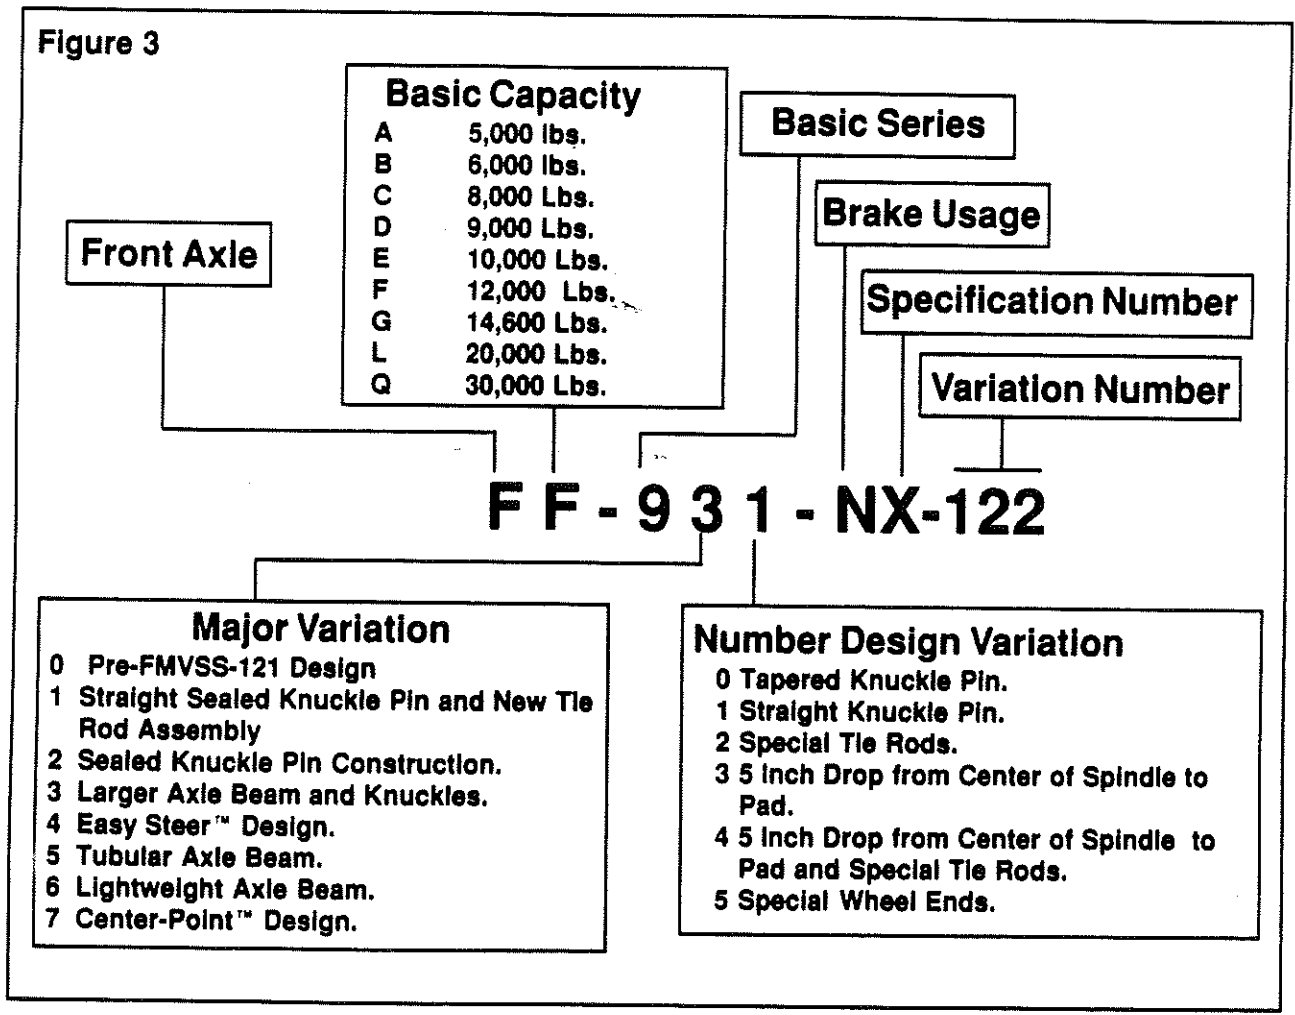 Figure 3
Basic Capacity
A 5,000 lbs.
B 6,000 lbs.
C 8,000 Lbs.
D 9,000 Lbs.
E 10,000 Lbs.
F 12,000 Lbs.
G 14,600 Lbs.
L 20,000 Lbs.
Q 30,000 Lbs.
Basic Series
Brake Usage
Front Axle
Specification Number
Variation Number
F F - 9 3 1 - NX-122
Major Variation
0 Pre-FMVSS-121 Design
1 Straight Sealed Knuckle Pin and New Tie
Rod Assembly
2 Sealed Knuckle Pin Construction.
3 Larger Axle Beam and Knuckles.
4 Easy Steer™ Design.
5 Tubular Axle Beam.
6 Lightweight Axle Beam.
7 Center-Point™ Design.
Number Design Variation
0 Tapered Knuckle Pin.
1 Straight Knuckle Pin.
2 Special Tie Rods.
3 5 Inch Drop from Center of Spindle to
Pad.
4 5 Inch Drop from Center of Spindle to
Pad and Special Tie Rods.
5 Special Wheel Ends.